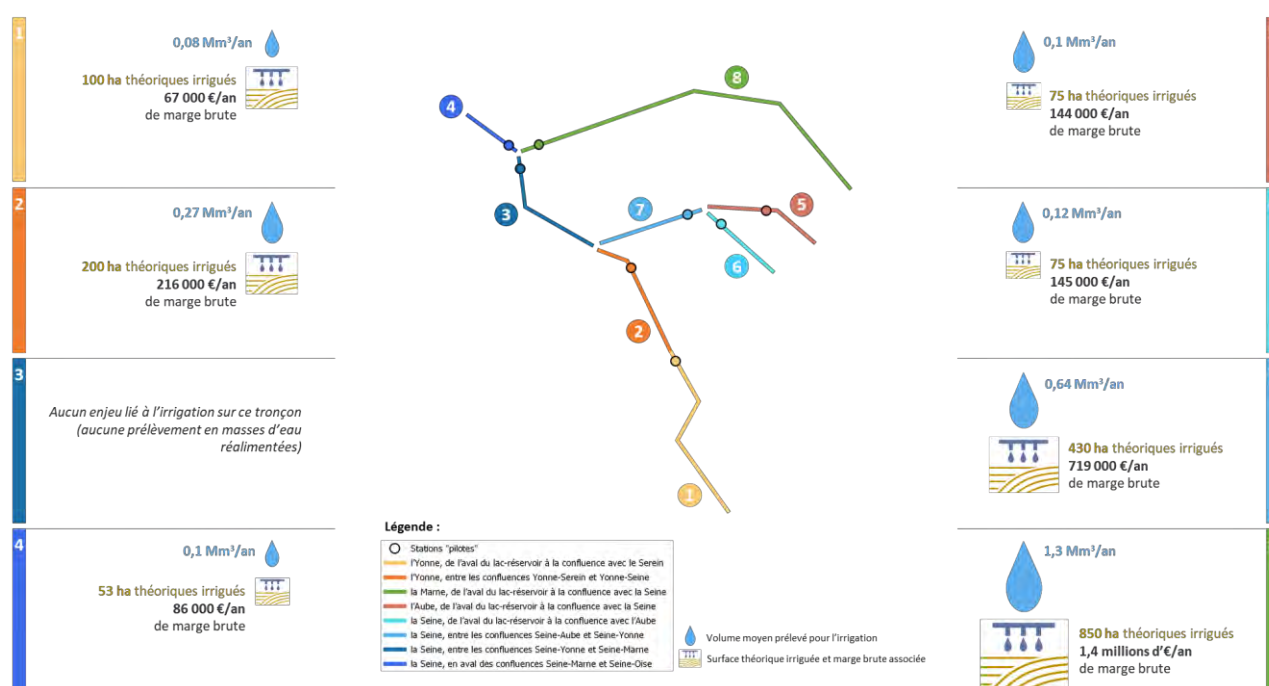 1
0,08 Mm³/an
100 ha théoriques irrigués
67 000 €/an
de marge brute
2
0,27 Mm³/an
200 ha théoriques irrigués
216 000 €/an
de marge brute
3
Aucun enjeu lié à l'irrigation sur ce tronçon
(aucune prélèvement en masses d'eau
réalimentées)
4
0,1 Mm³/an
53 ha théoriques irrigués
86 000 €/an
de marge brute
4
8
3
7
5
6
2
1
Légende :
Stations "pilotes"
l'Yonne, de l'aval du lac-réservoir à la confluence avec le Serein
l'Yonne, entre les confluences Yonne-Serein et Yonne-Seine
la Marne, de l'aval du lac-réservoir à la confluence avec la Seine
l'Aube, de l'aval du lac-réservoir à la confluence avec la Seine
la Seine, de l'aval du lac-réservoir à la confluence avec l'Aube
la Seine, entre les confluences Seine-Aube et Seine-Yonne
la Seine, entre les confluences Seine-Yonne et Seine-Marne
la Seine, en aval des confluences Seine-Marne et Seine-Oise
Volume moyen prélevé pour l'irrigation
Surface théorique irriguée et marge brute associée
0,1 Mm³/an
75 ha théoriques irrigués
144 000 €/an
de marge brute
0,12 Mm³/an
75 ha théoriques irrigués
145 000 €/an
de marge brute
0,64 Mm³/an
430 ha théoriques irrigués
719 000 €/an
de marge brute
1,3 Mm³/an
850 ha théoriques irrigués
1,4 millions d'€/an
de marge brute